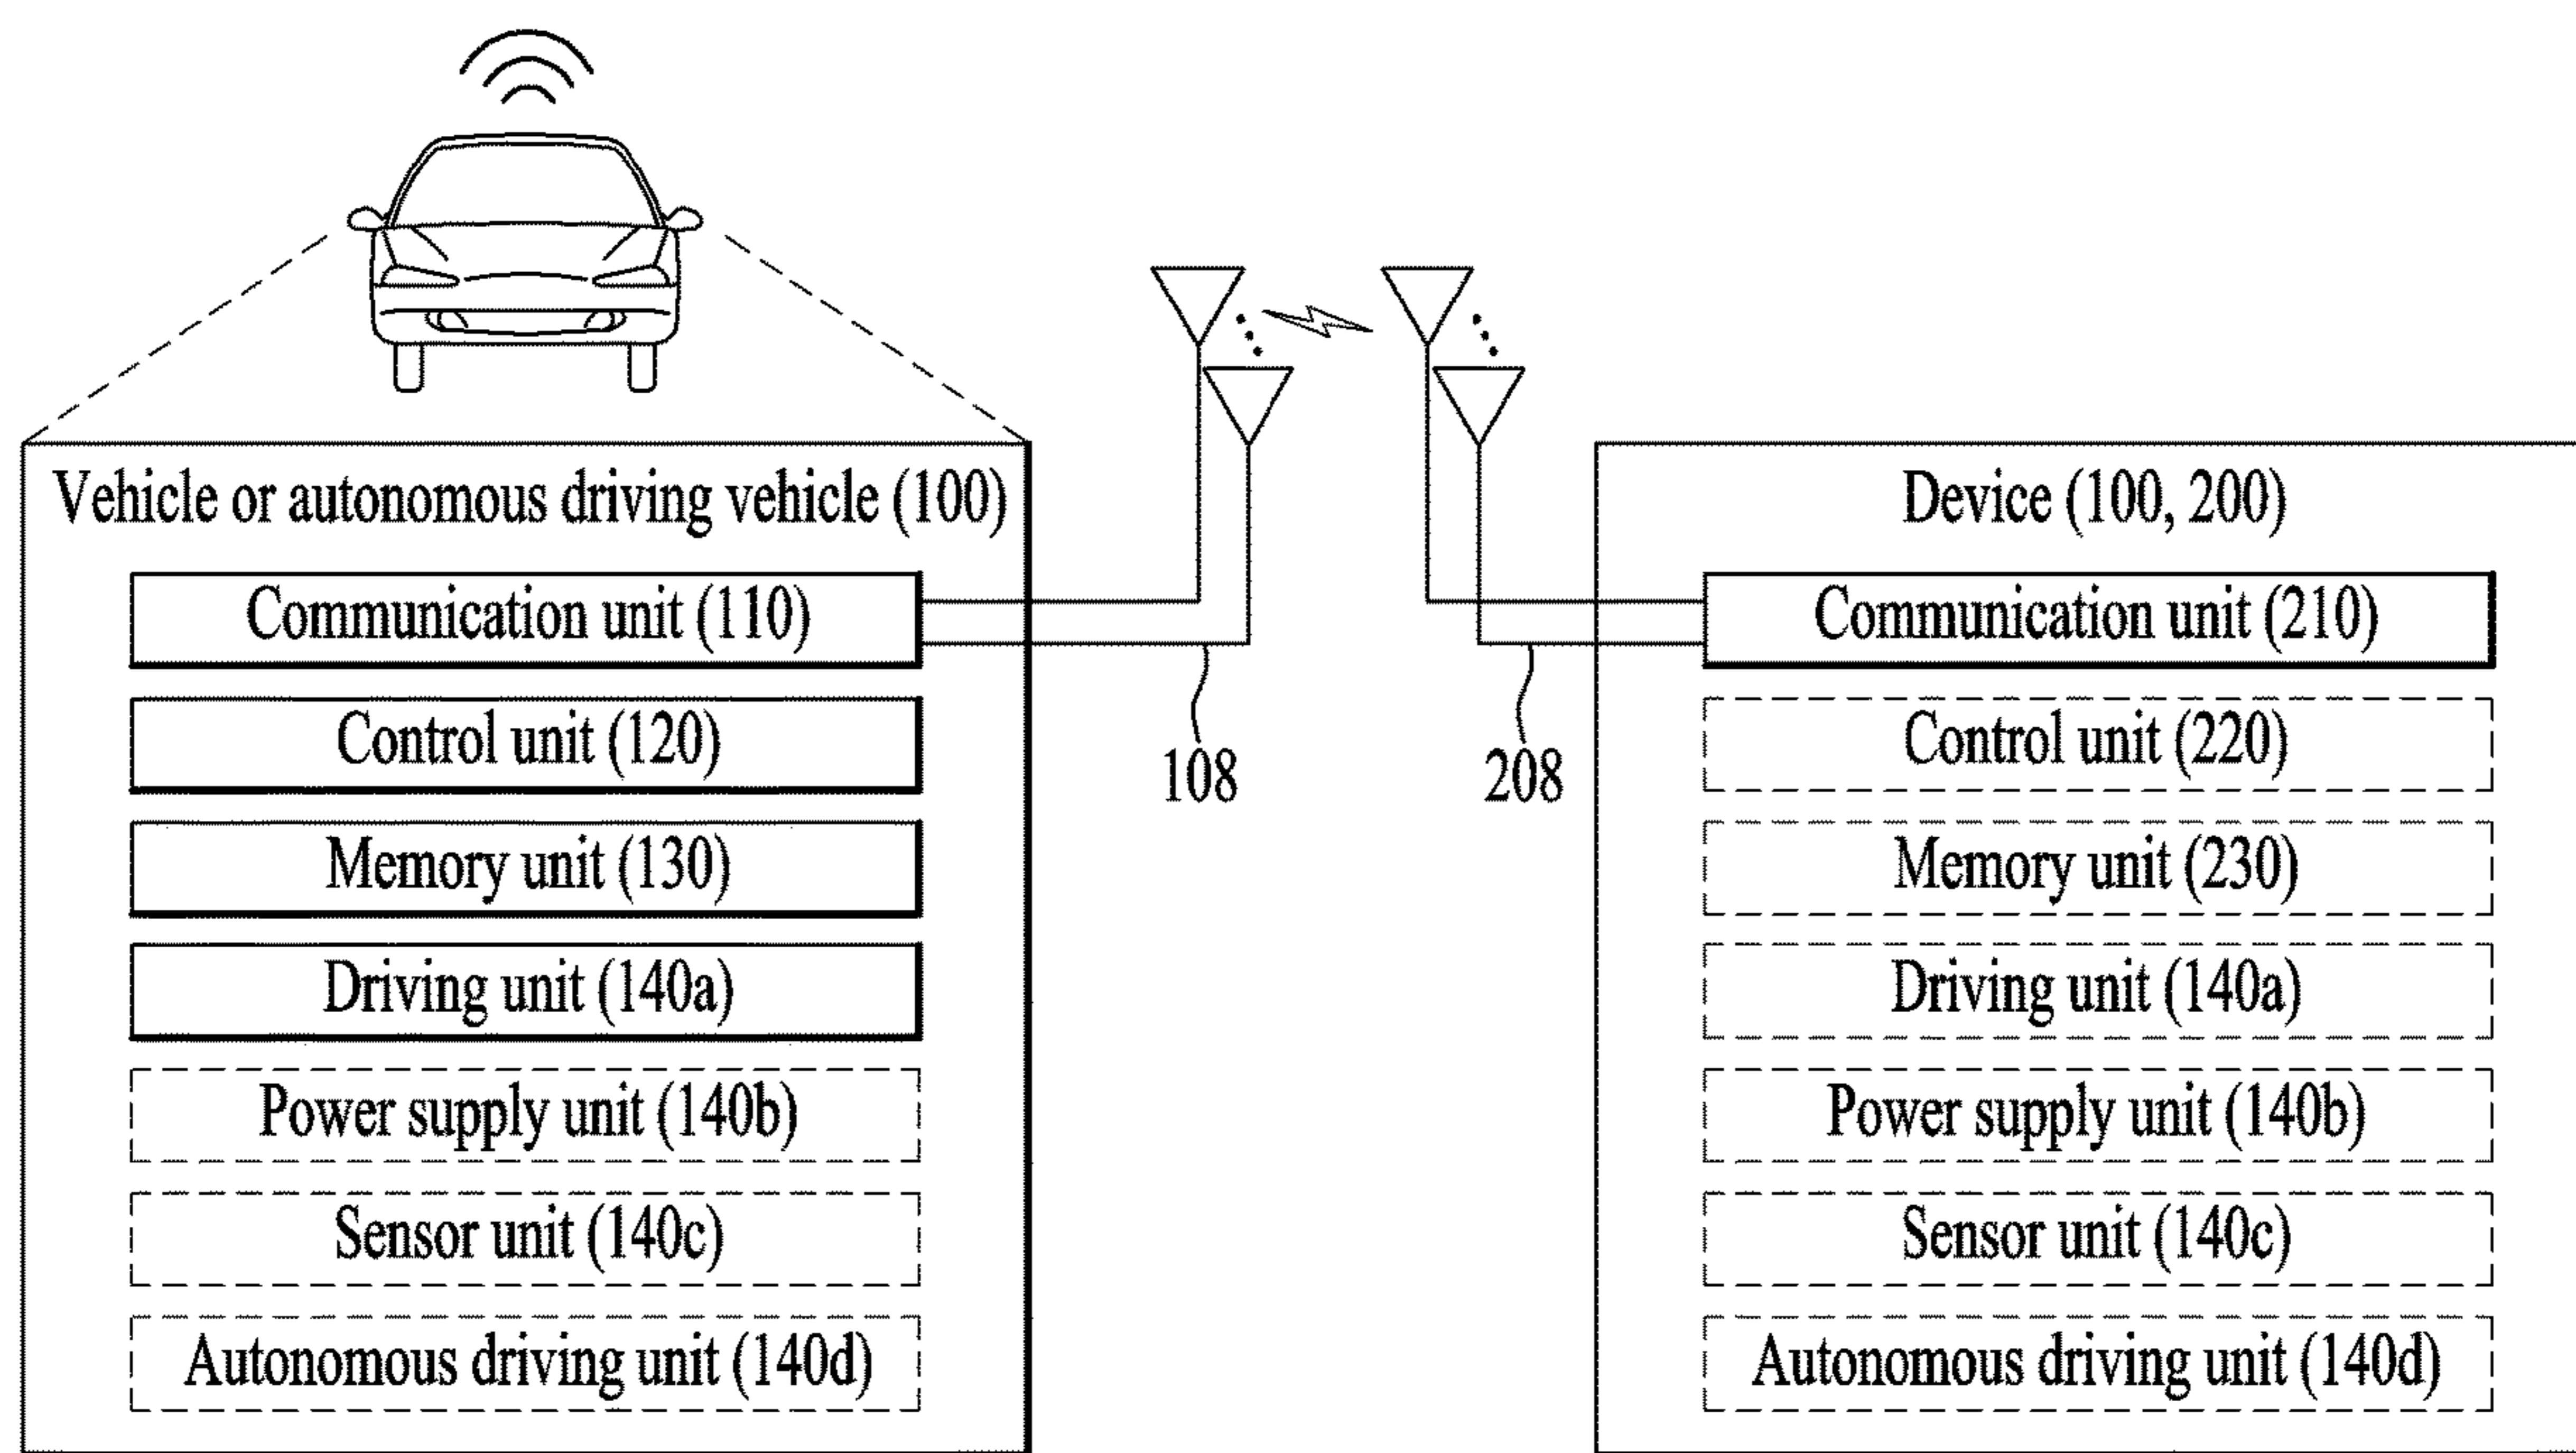 Vehicle or autonomous driving vehicle (100)
Communication unit (110)
Control unit (120)
Memory unit (130)
Driving unit (140a)
Power supply unit (140b)
Sensor unit (140c)
Autonomous driving unit (140d)
108
208
Device (100, 200)
Communication unit (210)
Control unit (220)
Memory unit (230)
Driving unit (140a)
Power supply unit (140b)
Sensor unit (140c)
Autonomous driving unit (140d)